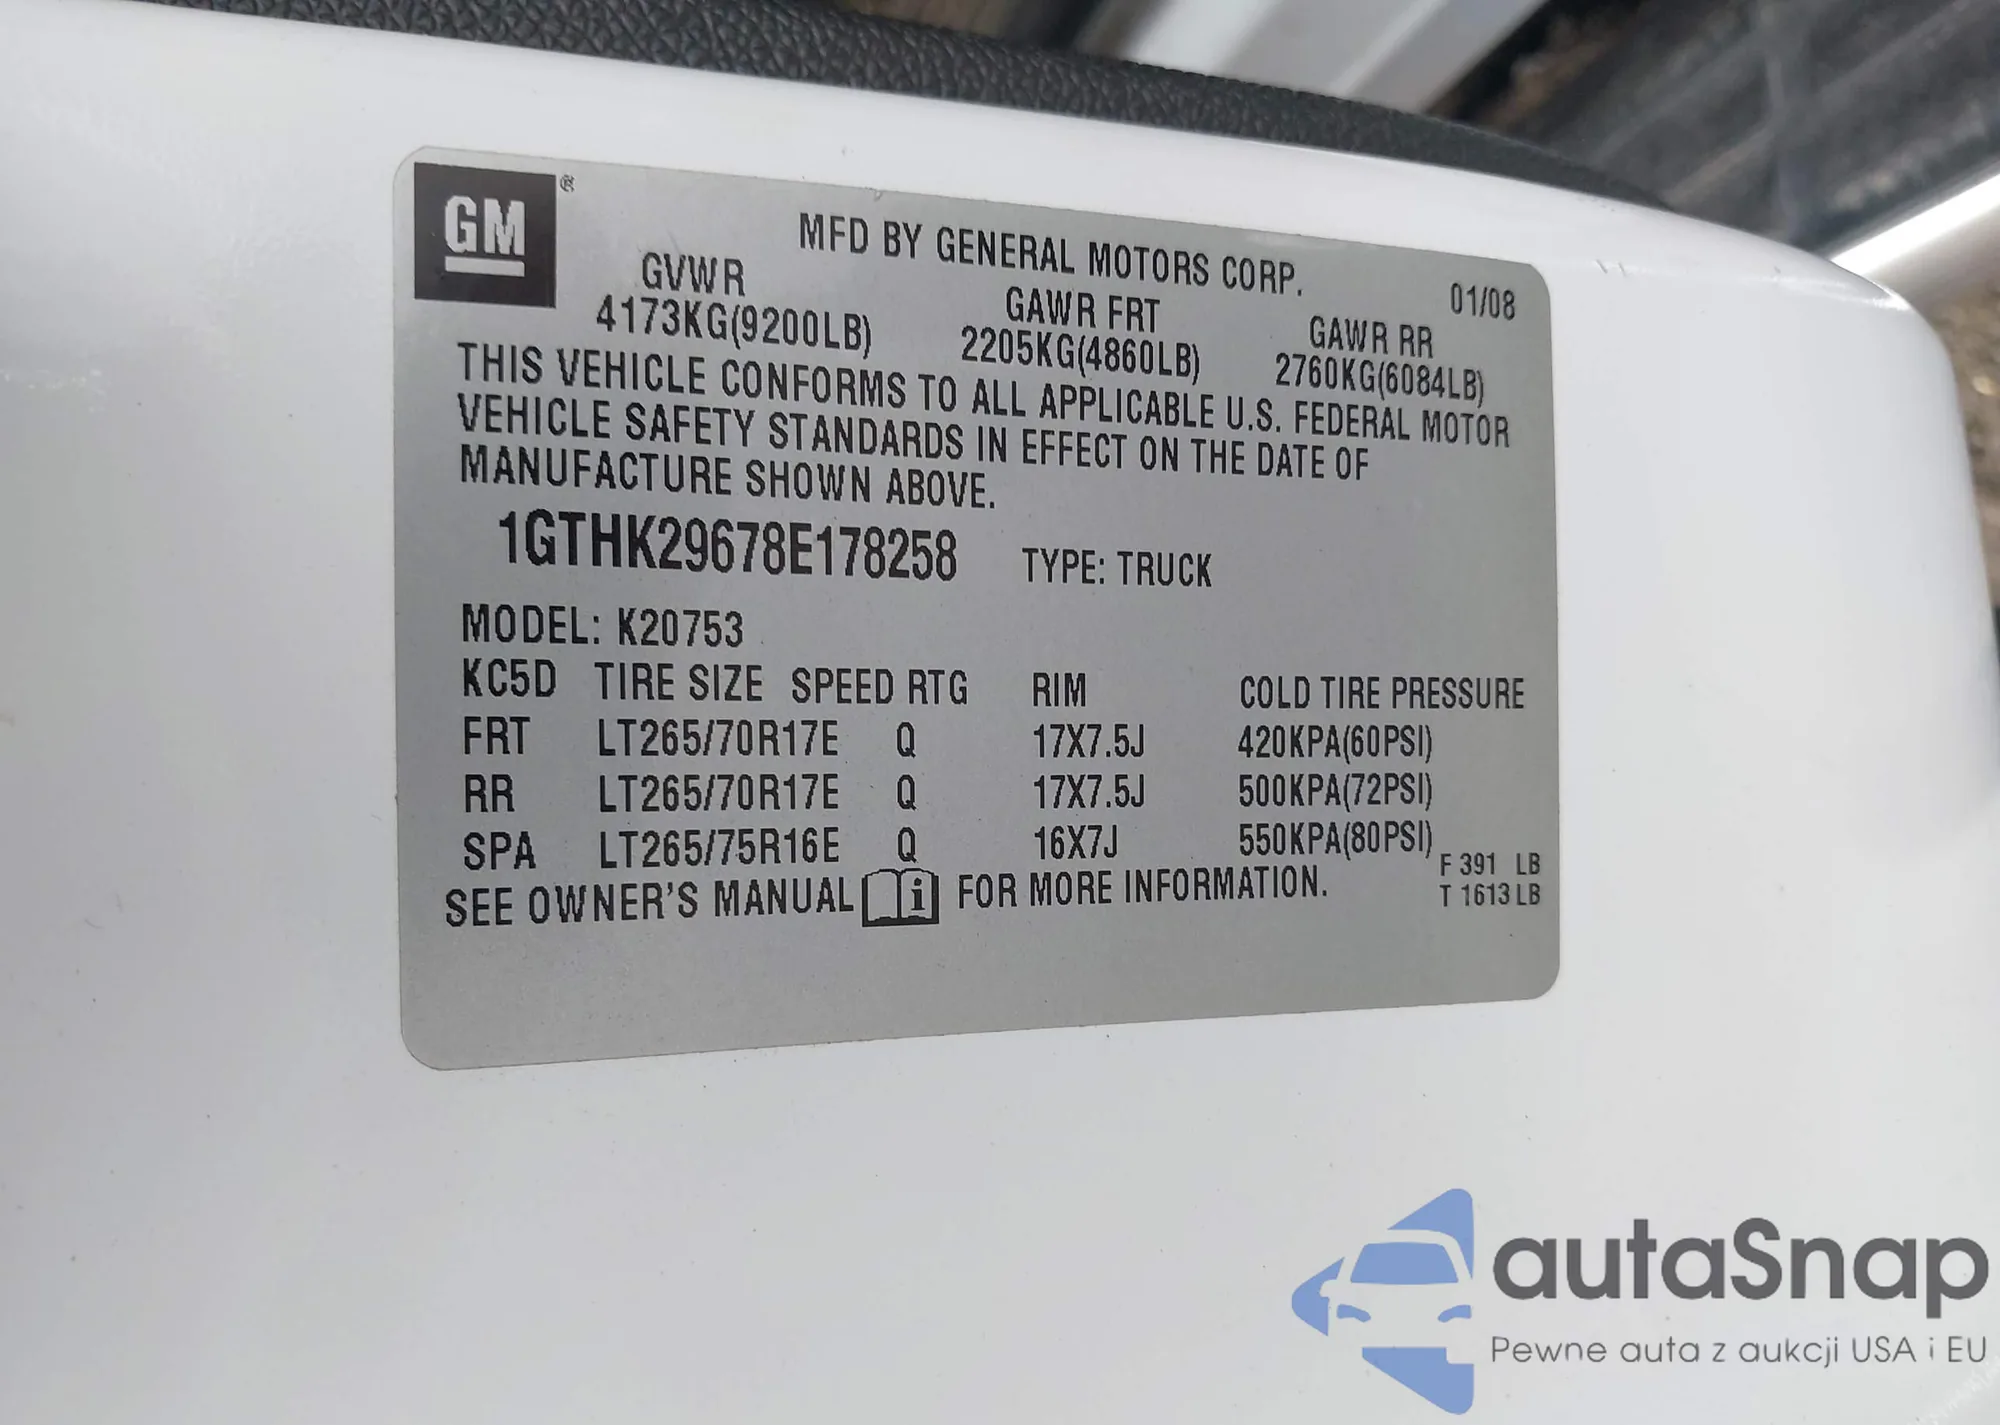 GM®
MFD BY GENERAL MOTORS CORP.
01/08
GVWR GAWR FRT GAWR RR
4173KG(9200LB) 2205KG(4860LB) 2760KG(6084LB)
THIS VEHICLE CONFORMS TO ALL APPLICABLE U.S. FEDERAL MOTOR
VEHICLE SAFETY STANDARDS IN EFFECT ON THE DATE OF
MANUFACTURE SHOWN ABOVE.
1GTHK29678E178258 TYPE: TRUCK
MODEL: K20753
KC5D TIRE SIZE SPEED RTG RIM COLD TIRE PRESSURE
FRT LT265/70R17E Q 17X7.5J 420KPA(60PSI)
RR LT265/70R17E Q 17X7.5J 500KPA(72PSI)
SPA LT265/75R16E Q 16X7J 550KPA(80PSI)
F 391 LB
T 1613 LB
SEE OWNER'S MANUAL i FOR MORE INFORMATION.
autaSnap
Pewne auta z aukcji USA i EU